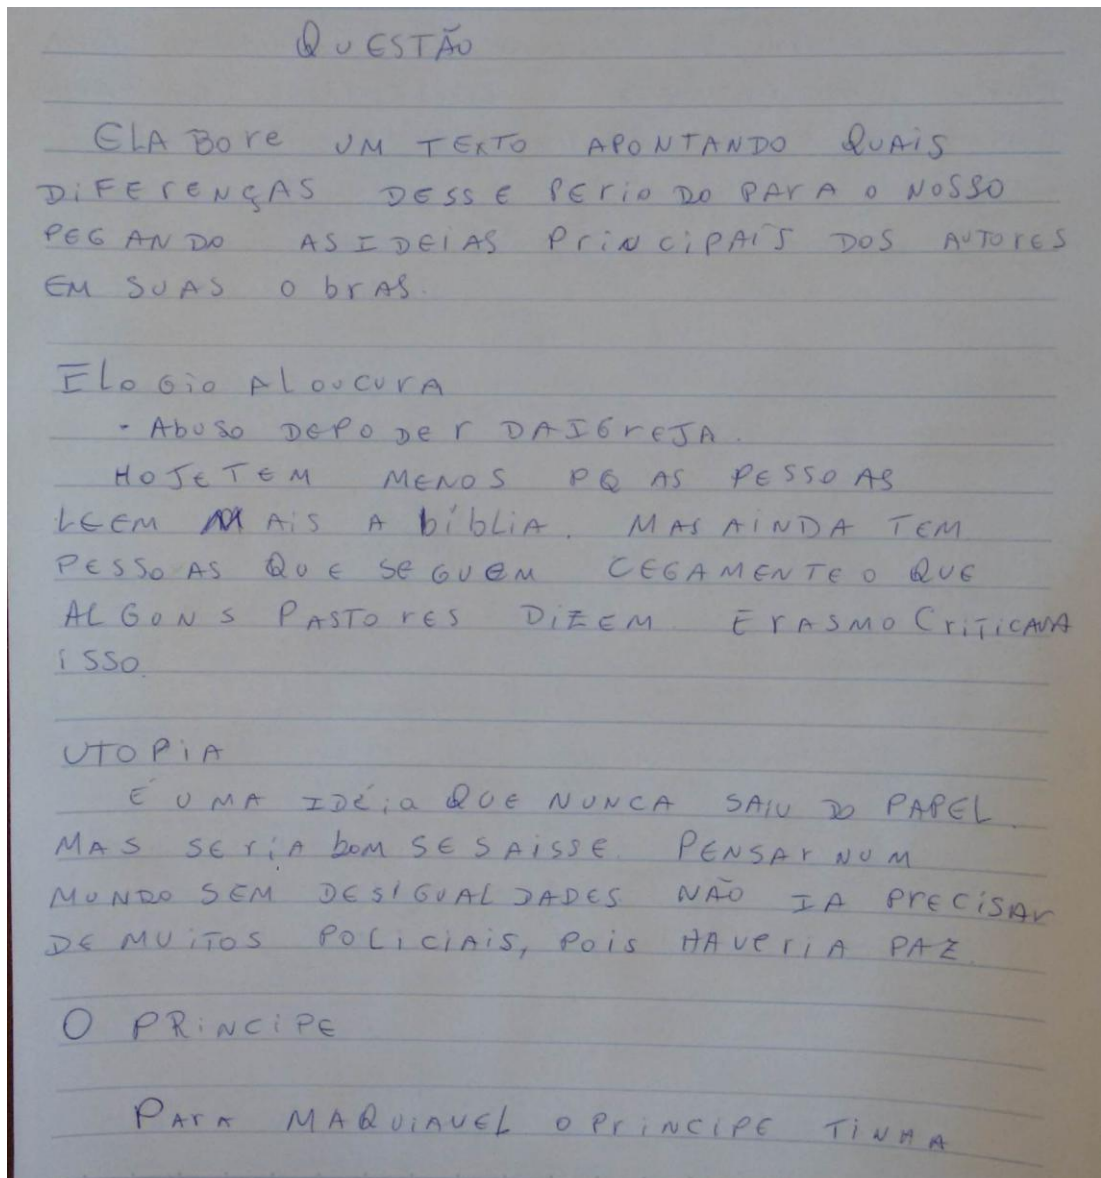 QUESTÃO
ELABOrE UM TEXTO APONTANDO QUAIS
DIFErENÇAS DESSE PErioDO PArA O NOSSO
PEGANDO AS IDEIAS PrinCiPAIS DOS AUTOrES
EM SUAS ObrAS.
ELOGiO A LOUCUrA
- AbUSO DE PODEr DA IGrEJA.
HOJE TEM MENOS PQ AS PESSOAS
LEEM MAiS A bíbLiA. MAS AINDA TEM
PESSOAS QUE SEGUEM CEGAMENTE O QUE
ALGUNS PASTOrES DIZEM ErASMO CriTiCAVA
iSSO.
UTOPiA
É UMA IDÉia QUE NUNCA SAIU DO PAPEL.
MAS SEriA bOM SE SAISSE. PENSAr NUM
MUNDO SEM DESIGUALDADES NÃO IA PrECiSAr
DE MUiTOS POLiCIAiS, POiS HAVEriA PAZ.
O PRiNCiPE
PArA MAQUiAVEL O PriNCIPE TiNHA